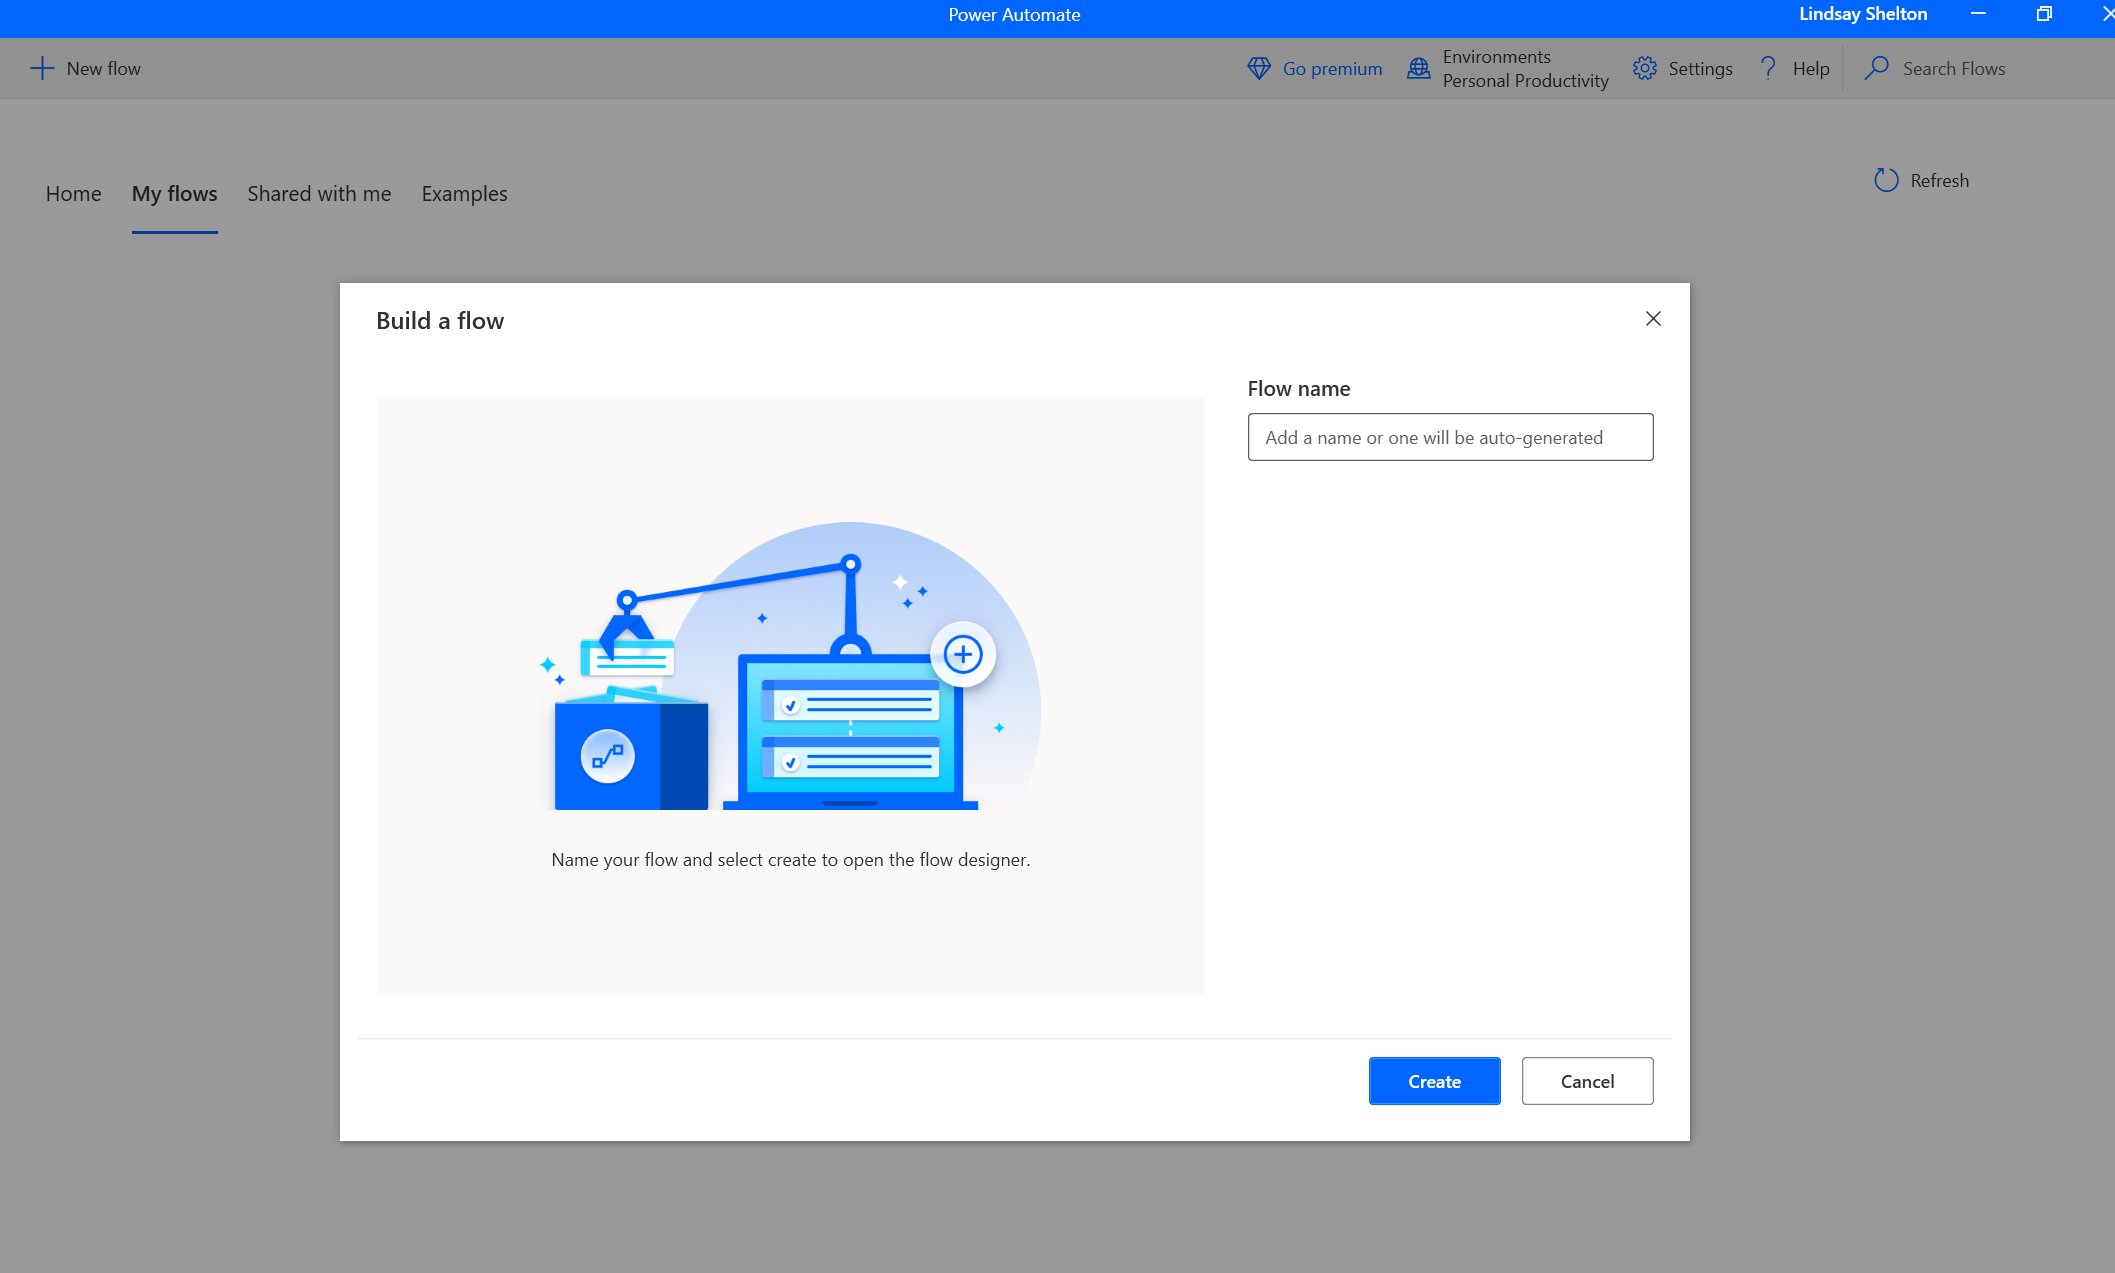 Power Automate
Lindsay Shelton
New flow
Go premium
Environments
Personal Productivity
Settings
Help
Search Flows
Home
My flows
Shared with me
Examples
Refresh
Build a flow
Flow name
Add a name or one will be auto-generated
Name your flow and select create to open the flow designer.
Create
Cancel